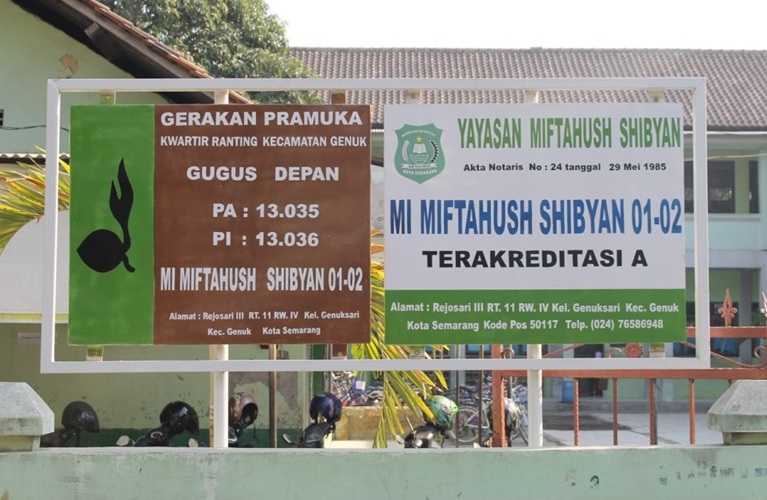 GERAKAN PRAMUKA
KWARTIR RANTING KECAMATAN GENUK
GUGUS DEPAN
PA : 13.035
PI : 13.036
MI MIFTAHUSH SHIBYAN 01-02
Alamat : Rejosari III RT. 11 RW. IV Kel. Genuksari
Kec. Genuk Kota Semarang
YAYASAN MIFTAHUSH SHIBYAN
Akta Notaris No : 24 tanggal 29 Mei 1985
MI MIFTAHUSH SHIBYAN 01-02
TERAKREDITASI A
Alamat : Rejosari III RT. 11 RW. IV Kel. Genuksari Kec. Genuk
Kota Semarang Kode Pos 50117 Telp. (024) 76586948
KOTA SEMARANG